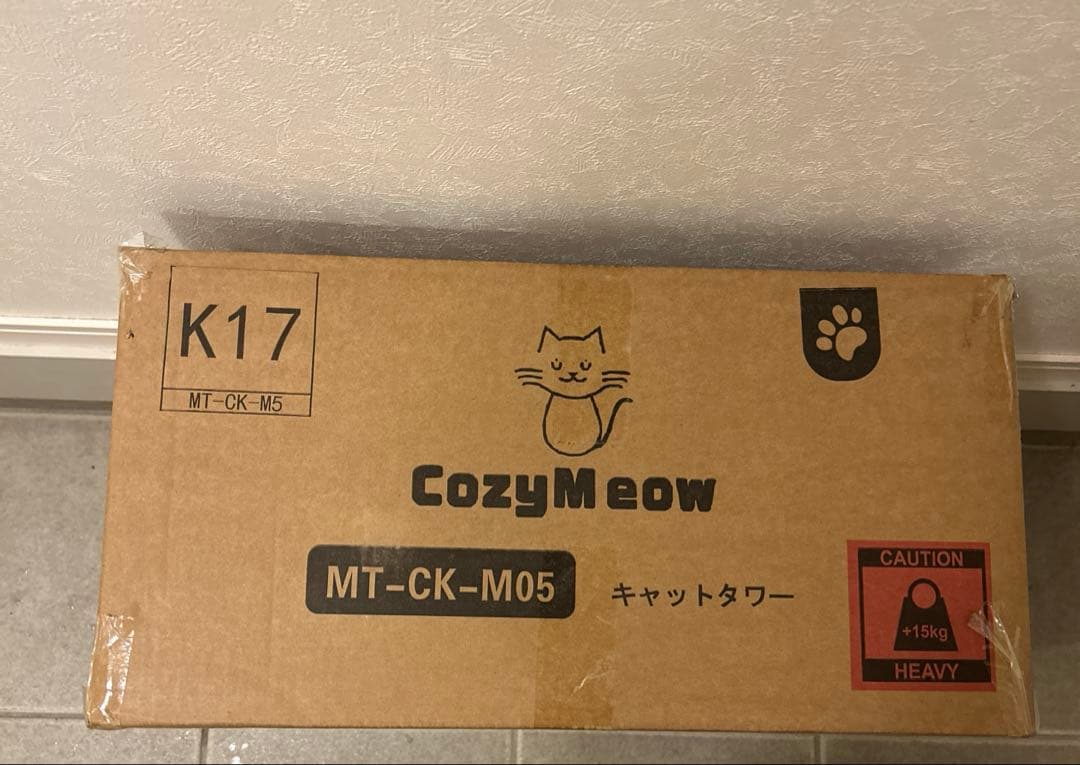 K17
MT-CK-M5
CozyMeow
MT-CK-M05
キャットタワー
CAUTION
+15kg
HEAVY